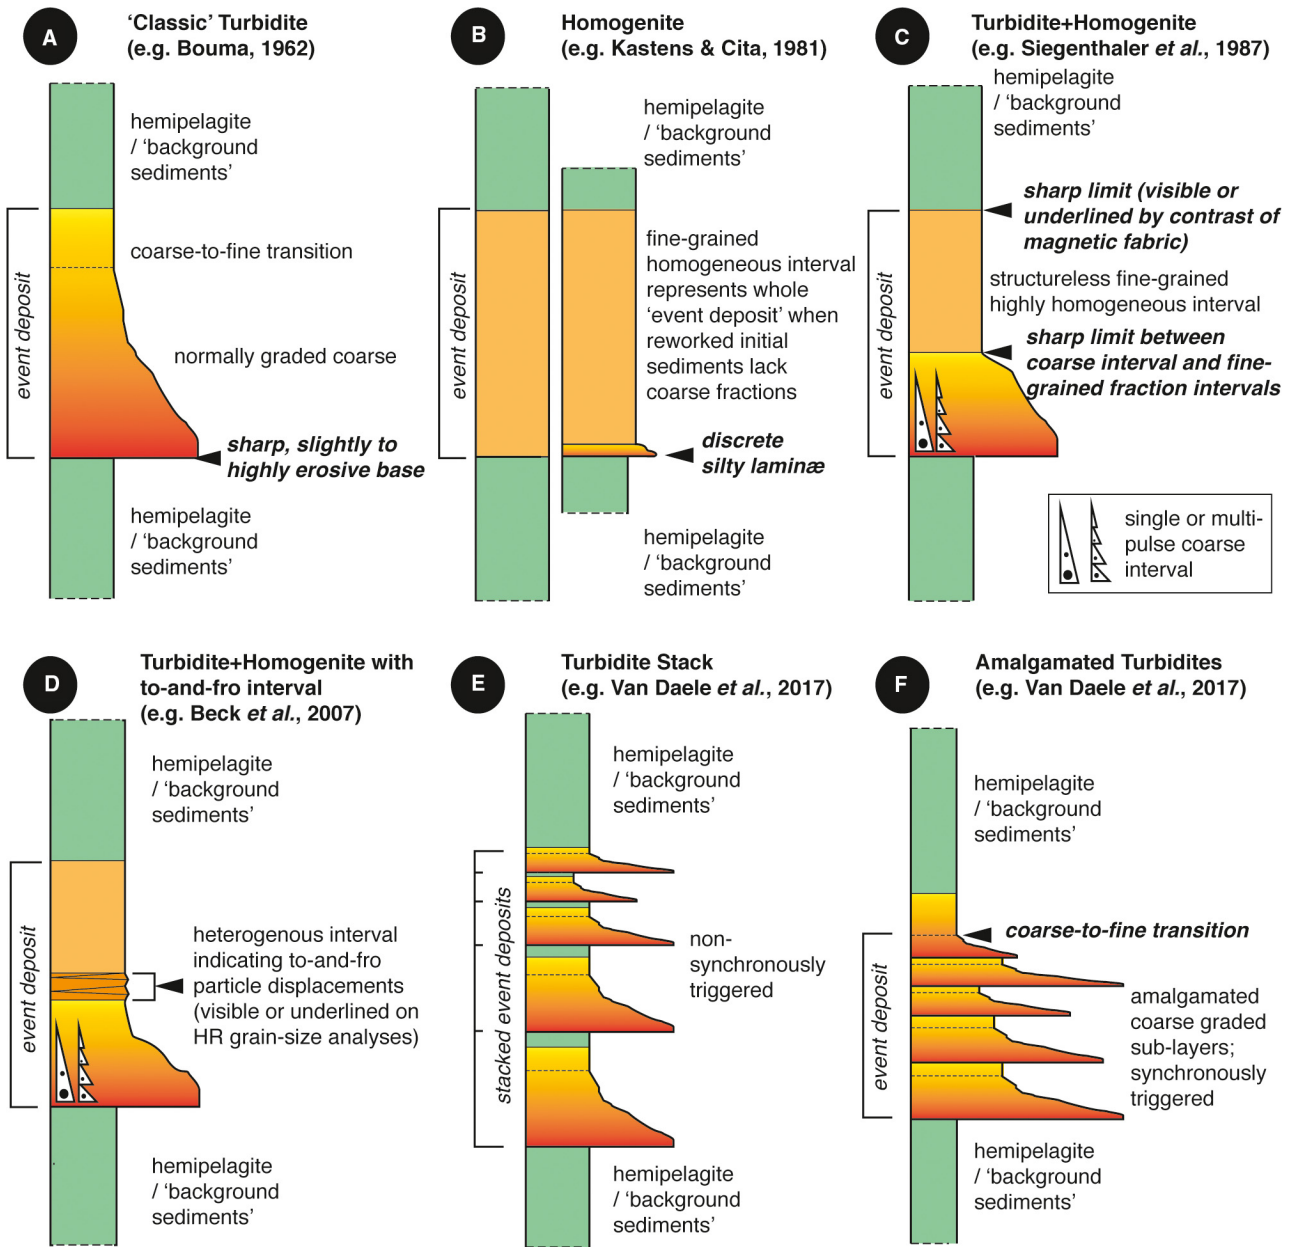 A
'Classic' Turbidite
(e.g. Bouma, 1962)
hemipelagite
/ 'background
sediments'
event deposit
coarse-to-fine transition
normally graded coarse
sharp, slightly to
highly erosive base
hemipelagite
/ 'background
sediments'
B
Homogenite
(e.g. Kastens & Cita, 1981)
hemipelagite
/ 'background
sediments'
event deposit
fine-grained
homogeneous interval
represents whole
'event deposit' when
reworked initial
sediments lack
coarse fractions
discrete
silty laminæ
hemipelagite
/ 'background
sediments'
C
Turbidite+Homogenite
(e.g. Siegenthaler et al., 1987)
hemipelagite
/ 'background
sediments'
sharp limit (visible or
underlined by contrast of
magnetic fabric)
event deposit
structureless fine-grained
highly homogeneous interval
sharp limit between
coarse interval and fine-
grained fraction intervals
single or multi-
pulse coarse
interval
D
Turbidite+Homogenite with
to-and-fro interval
(e.g. Beck et al., 2007)
hemipelagite
/ 'background
sediments'
event deposit
heterogenous interval
indicating to-and-fro
particle displacements
(visible or underlined on
HR grain-size analyses)
hemipelagite
/ 'background
sediments'
E
Turbidite Stack
(e.g. Van Daele et al., 2017)
hemipelagite
/ 'background
sediments'
stacked event deposits
non-
synchronously
triggered
hemipelagite
/ 'background
sediments'
F
Amalgamated Turbidites
(e.g. Van Daele et al., 2017)
hemipelagite
/ 'background
sediments'
coarse-to-fine transition
event deposit
amalgamated
coarse graded
sub-layers;
synchronously
triggered
hemipelagite
/ 'background
sediments'